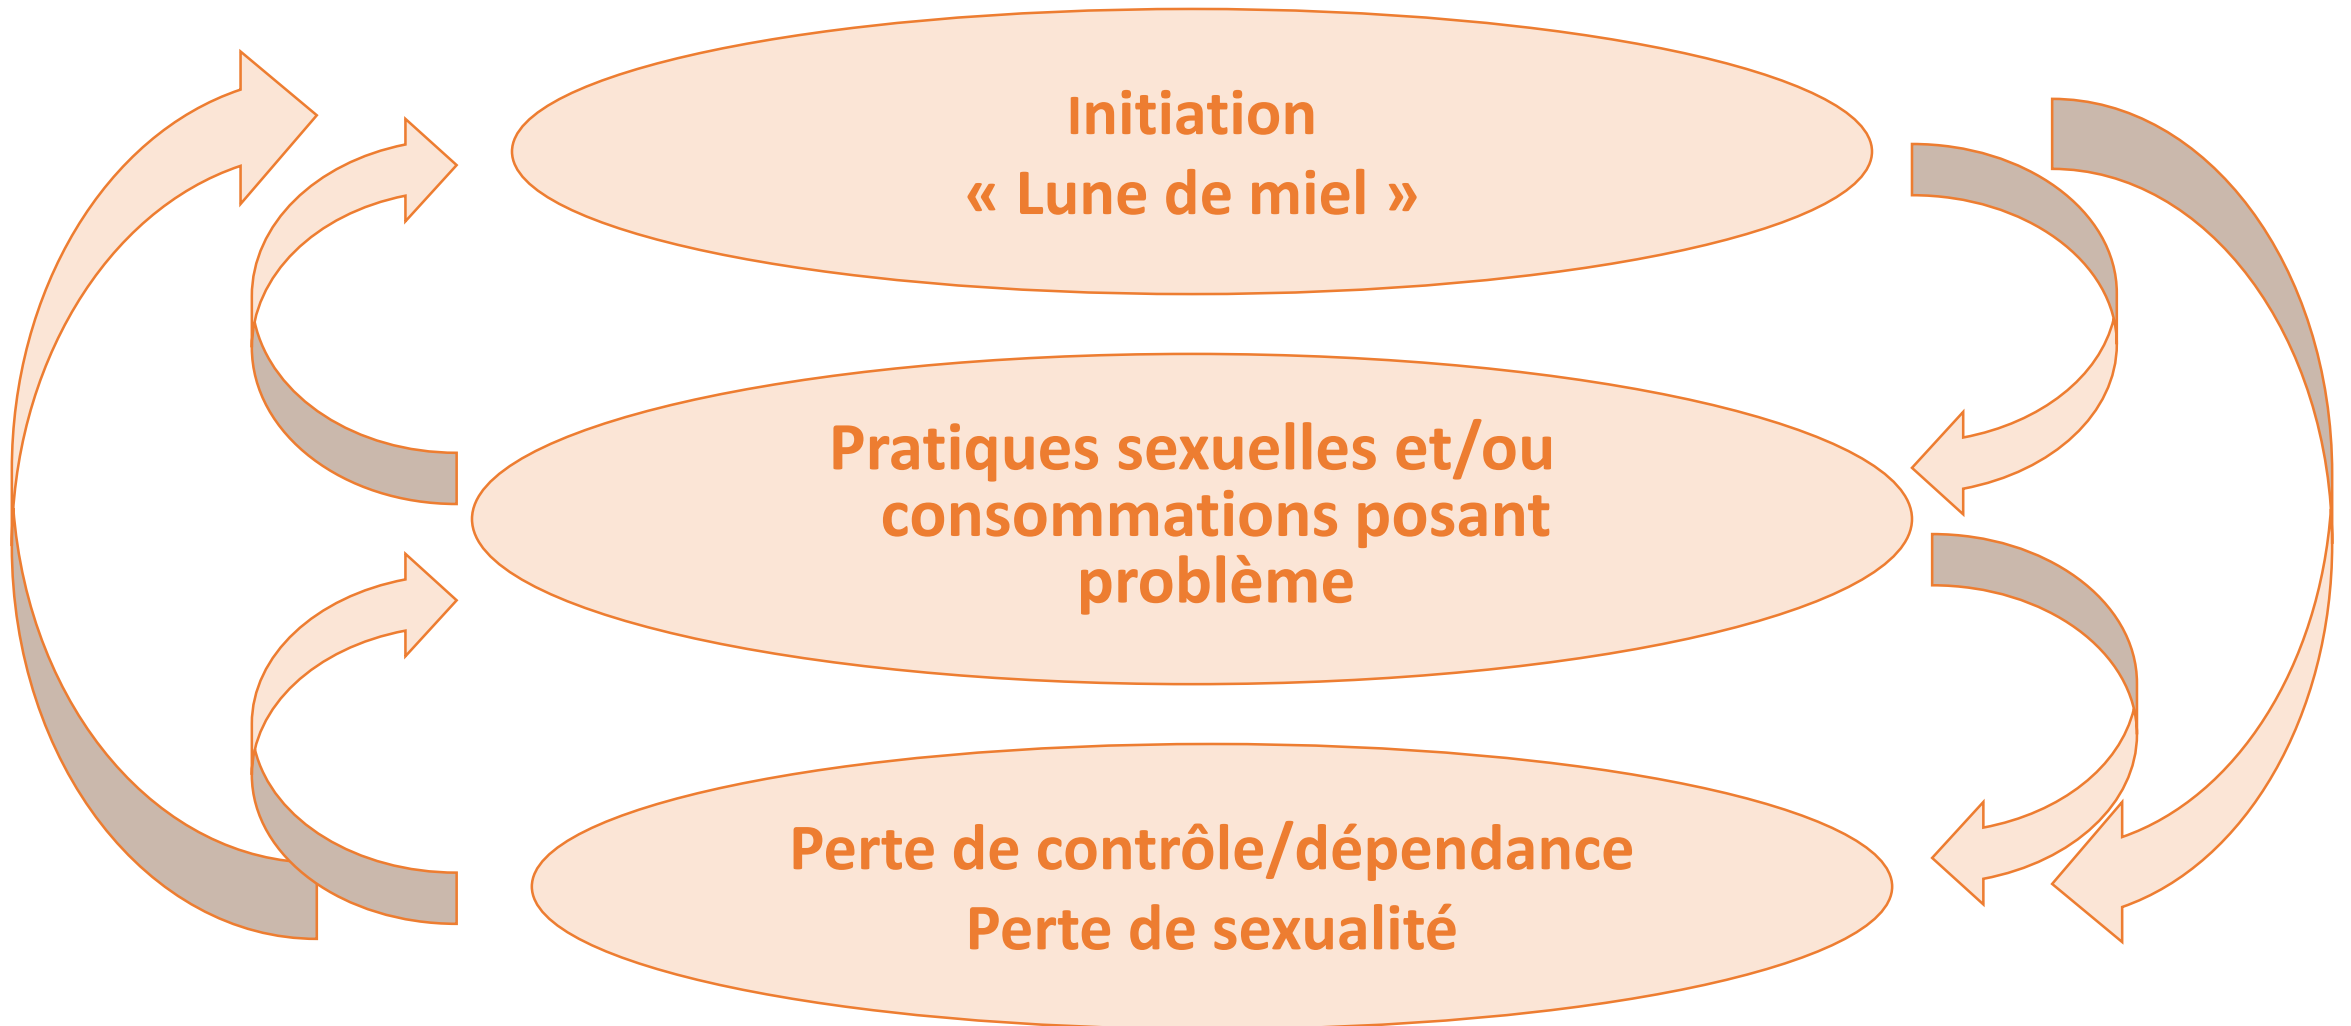 Initiation
« Lune de miel »
Pratiques sexuelles et/ou
consommations posant
problème
Perte de contrôle/dépendance
Perte de sexualité